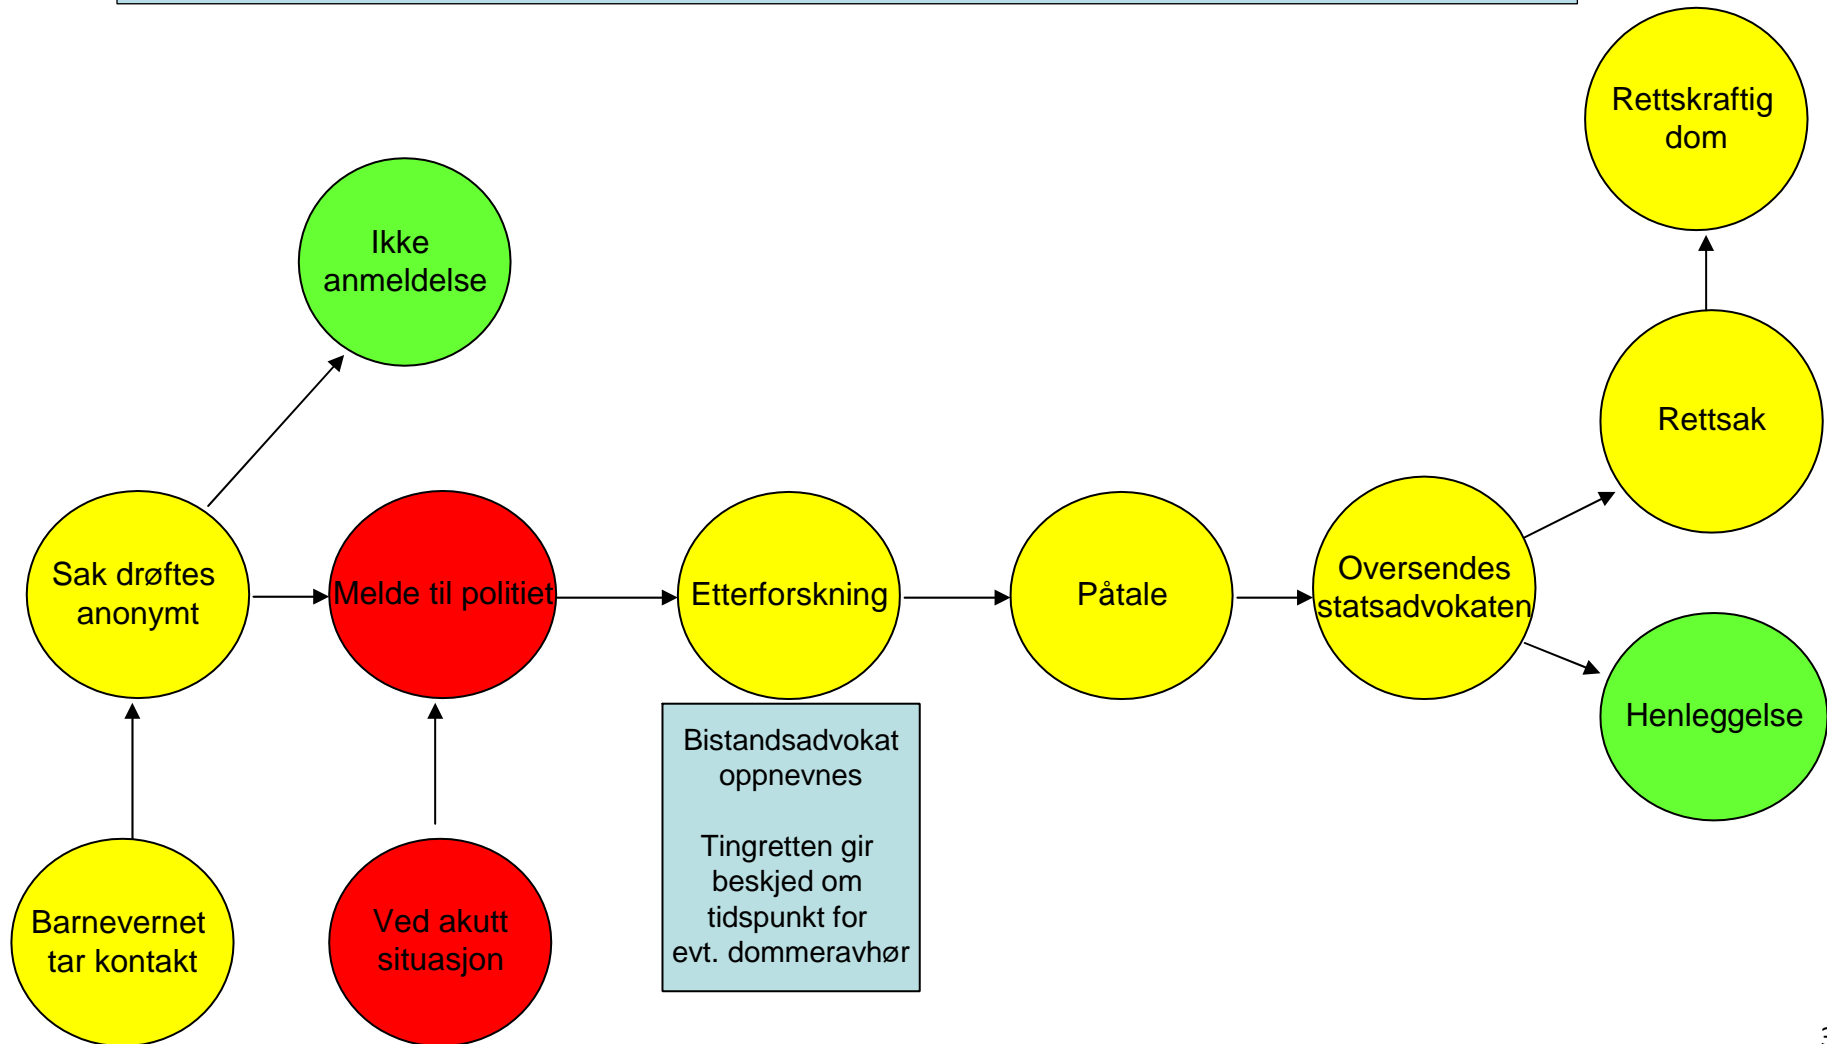 Rettskraftig
dom
Ikke
anmeldelse
Rettsak
Sak drøftes
anonymt
Melde til politiet
Etterforskning
Påtale
Oversendes
statsadvokaten
Henleggelse
Bistandsadvokat
oppnevnes
Tingretten gir
beskjed om
tidspunkt for
evt. dommeravhør
Barnevernet
tar kontakt
Ved akutt
situasjon